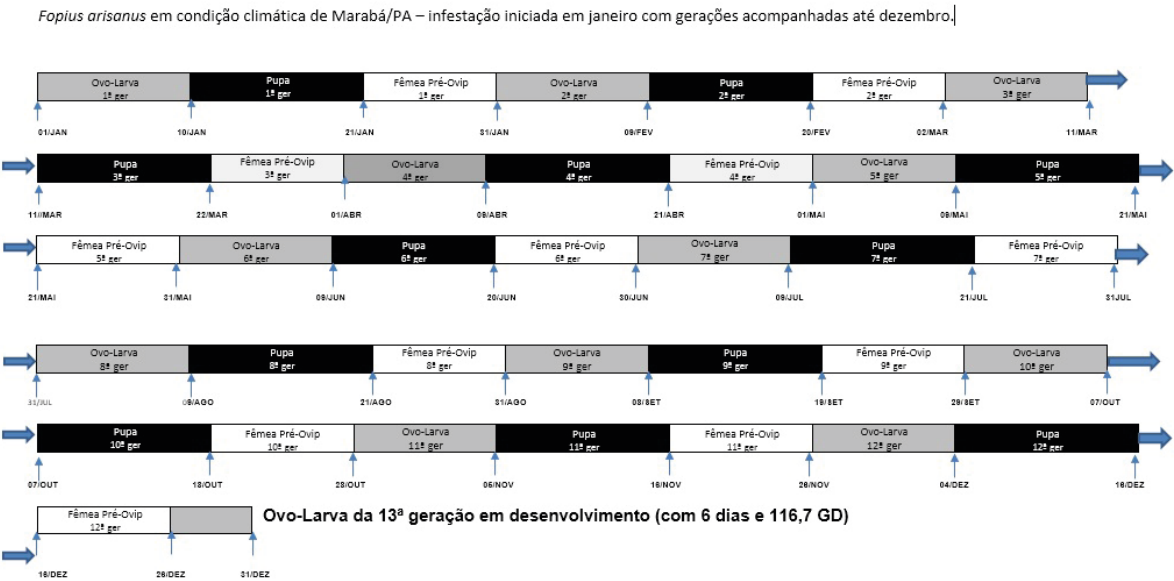 Fopius arisanus em condição climática de Marabá/PA – infestação iniciada em janeiro com gerações acompanhadas até dezembro.
Ovo-Larva Pupa Fêmea Pré-Ovip Ovo-Larva Pupa Fêmea Pré-Ovip Ovo-Larva
1ª ger 1ª ger 1ª ger 2ª ger 2ª ger 2ª ger 3ª ger
01/JAN 10/JAN 21/JAN 31/JAN 09/FEV 20/FEV 02/MAR 11/MAR
Pupa Fêmea Pré-Ovip Ovo-Larva Pupa Fêmea Pré-Ovip Ovo-Larva Pupa
3ª ger 3ª ger 4ª ger 4ª ger 4ª ger 5ª ger 5ª ger
11//MAR 22/MAR 01/ABR 09/ABR 21/ABR 01/MAI 09/MAI 21/MAI
Fêmea Pré-Ovip Ovo-Larva Pupa Fêmea Pré-Ovip Ovo-Larva Pupa Fêmea Pré-Ovip
5ª ger 6ª ger 6ª ger 6ª ger 7ª ger 7ª ger 7ª ger
21/MAI 31/MAI 09/JUN 20/JUN 30/JUN 09/JUL 21/JUL 31JUL
Ovo-Larva Pupa Fêmea Pré-Ovip Ovo-Larva Pupa Fêmea Pré-Ovip Ovo-Larva
8ª ger 8ª ger 8ª ger 9ª ger 9ª ger 9ª ger 10ª ger
31/JUL 09/AGO 21/AGO 31/AGO 08/SET 19/SET 29/SET 07/OUT
Pupa Fêmea Pré-Ovip Ovo-Larva Pupa Fêmea Pré-Ovip Ovo-Larva Pupa
10ª ger 10ª ger 11ª ger 11ª ger 11ª ger 12ª ger 12ª ger
07/OUT 18/OUT 28/OUT 05/NOV 16/NOV 26/NOV 04/DEZ 16/DEZ
Fêmea Pré-Ovip Ovo-Larva da 13ª geração em desenvolvimento (com 6 dias e 116,7 GD)
12ª ger
16/DEZ 26/DEZ 31/DEZ